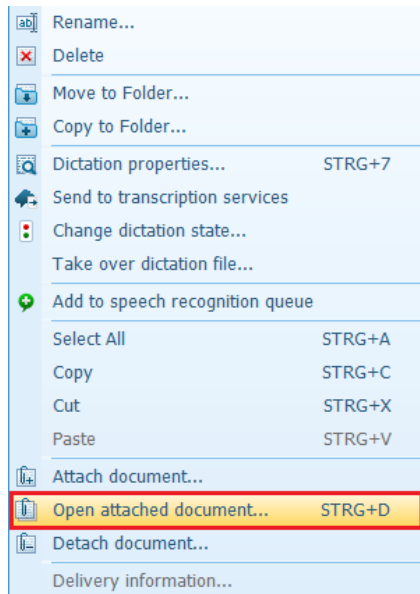 Rename...
Delete
Move to Folder...
Copy to Folder...
Dictation properties... STRG+7
Send to transcription services
Change dictation state...
Take over dictation file...
Add to speech recognition queue
Select All STRG+A
Copy STRG+C
Cut STRG+X
Paste STRG+V
Attach document...
Open attached document... STRG+D
Detach document...
Delivery information...